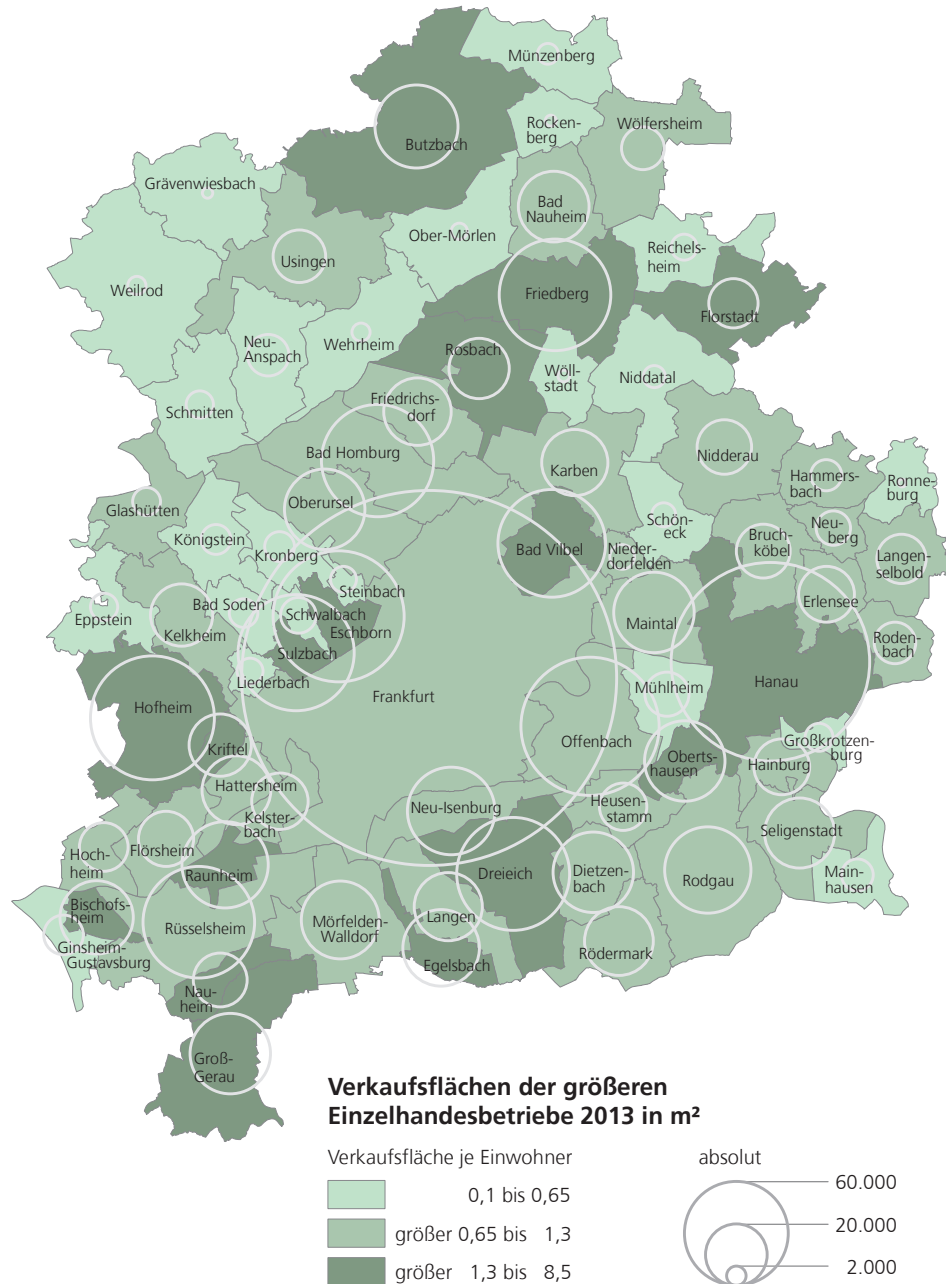 Münzenberg
Rocken-
berg
Wölfersheim
Butzbach
Grävenwiesbach
Bad
Nauheim
Ober-Mörlen
Reichels-
heim
Usingen
Weilrod
Friedberg
Florstadt
Neu-
Anspach
Wehrheim
Rosbach
Wöll-
stadt
Niddatal
Schmitten
Friedrichs-
dorf
Bad Homburg
Karben
Nidderau
Hammers-
bach
Ronne-
burg
Glashütten
Oberursel
Königstein
Kronberg
Schön-
eck
Neu-
berg
Bruch-
köbel
Bad Vilbel
Nieder-
dorfelden
Langen-
selbold
Steinbach
Eppstein
Bad Soden
Schwalbach
Eschborn
Erlensee
Kelkheim
Maintal
Sulzbach
Roden-
bach
Liederbach
Frankfurt
Mühlheim
Hanau
Hofheim
Offenbach
Großkrotzen-
burg
Kriftel
Oberts-
hausen
Hainburg
Hattersheim
Kelster-
bach
Neu-Isenburg
Heusen-
stamm
Seligenstadt
Hoch-
heim
Flörsheim
Raunheim
Dreieich
Dietzen-
bach
Rodgau
Main-
hausen
Bischofs-
heim
Rüsselsheim
Mörfelden-
Walldorf
Langen
Ginsheim-
Gustavsburg
Egelsbach
Rödermark
Nau-
heim
Groß-
Gerau
Verkaufsflächen der größeren
Einzelhandesbetriebe 2013 in m²
Verkaufsfläche je Einwohner
0,1 bis 0,65
größer 0,65 bis 1,3
größer 1,3 bis 8,5
absolut
60.000
20.000
2.000